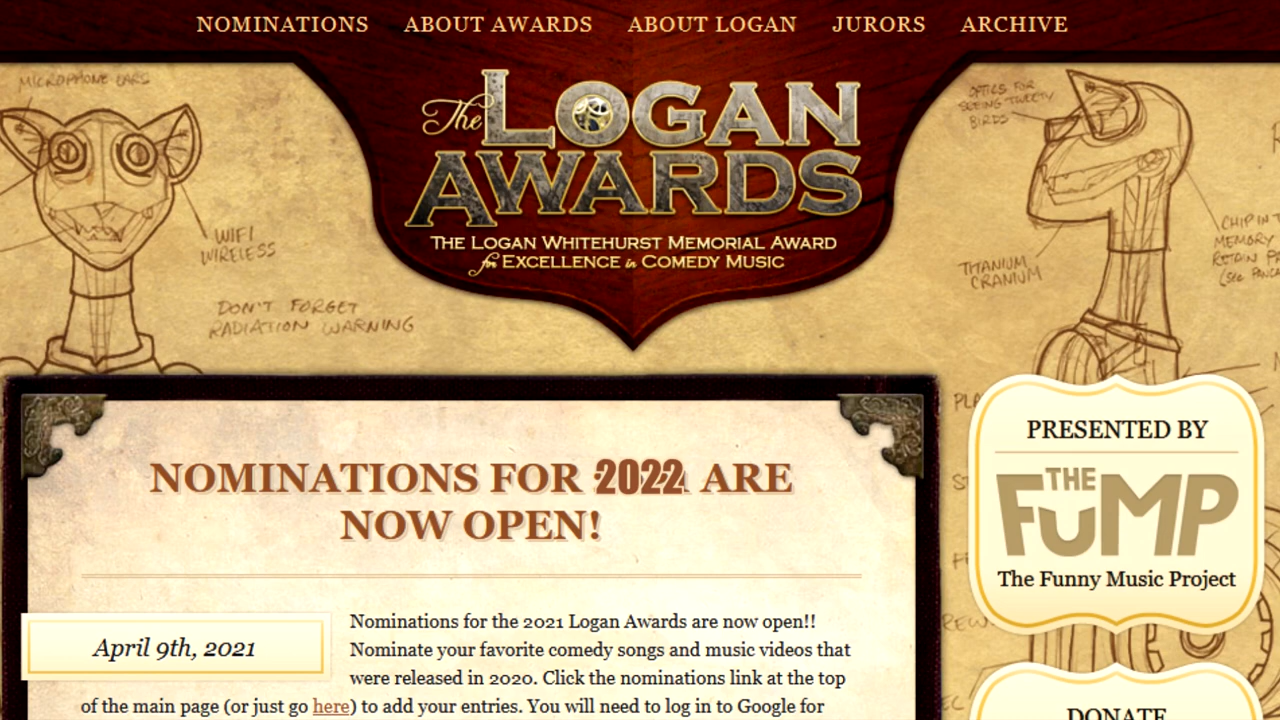 NOMINATIONS ABOUT AWARDS ABOUT LOGAN JURORS ARCHIVE
MICROPHONE EARS
OPTICS FOR
SEEING TWEETY
BIRDS
The LOGAN
AWARDS
THE LOGAN WHITEHURST MEMORIAL AWARD
for EXCELLENCE in COMEDY MUSIC
WIFI
WIRELESS
CHIP IN T
MEMORY
RETAIN
(see
TITANIUM
CRANIUM
DON'T FORGET
RADIATION WARNING
NOMINATIONS FOR 2022 ARE
NOW OPEN!
PRESENTED BY
THE
FUMP
The Funny Music Project
April 9th, 2021
Nominations for the 2021 Logan Awards are now open!!
Nominate your favorite comedy songs and music videos that
were released in 2020. Click the nominations link at the top
of the main page (or just go here) to add your entries. You will need to log in to Google for
DONATE